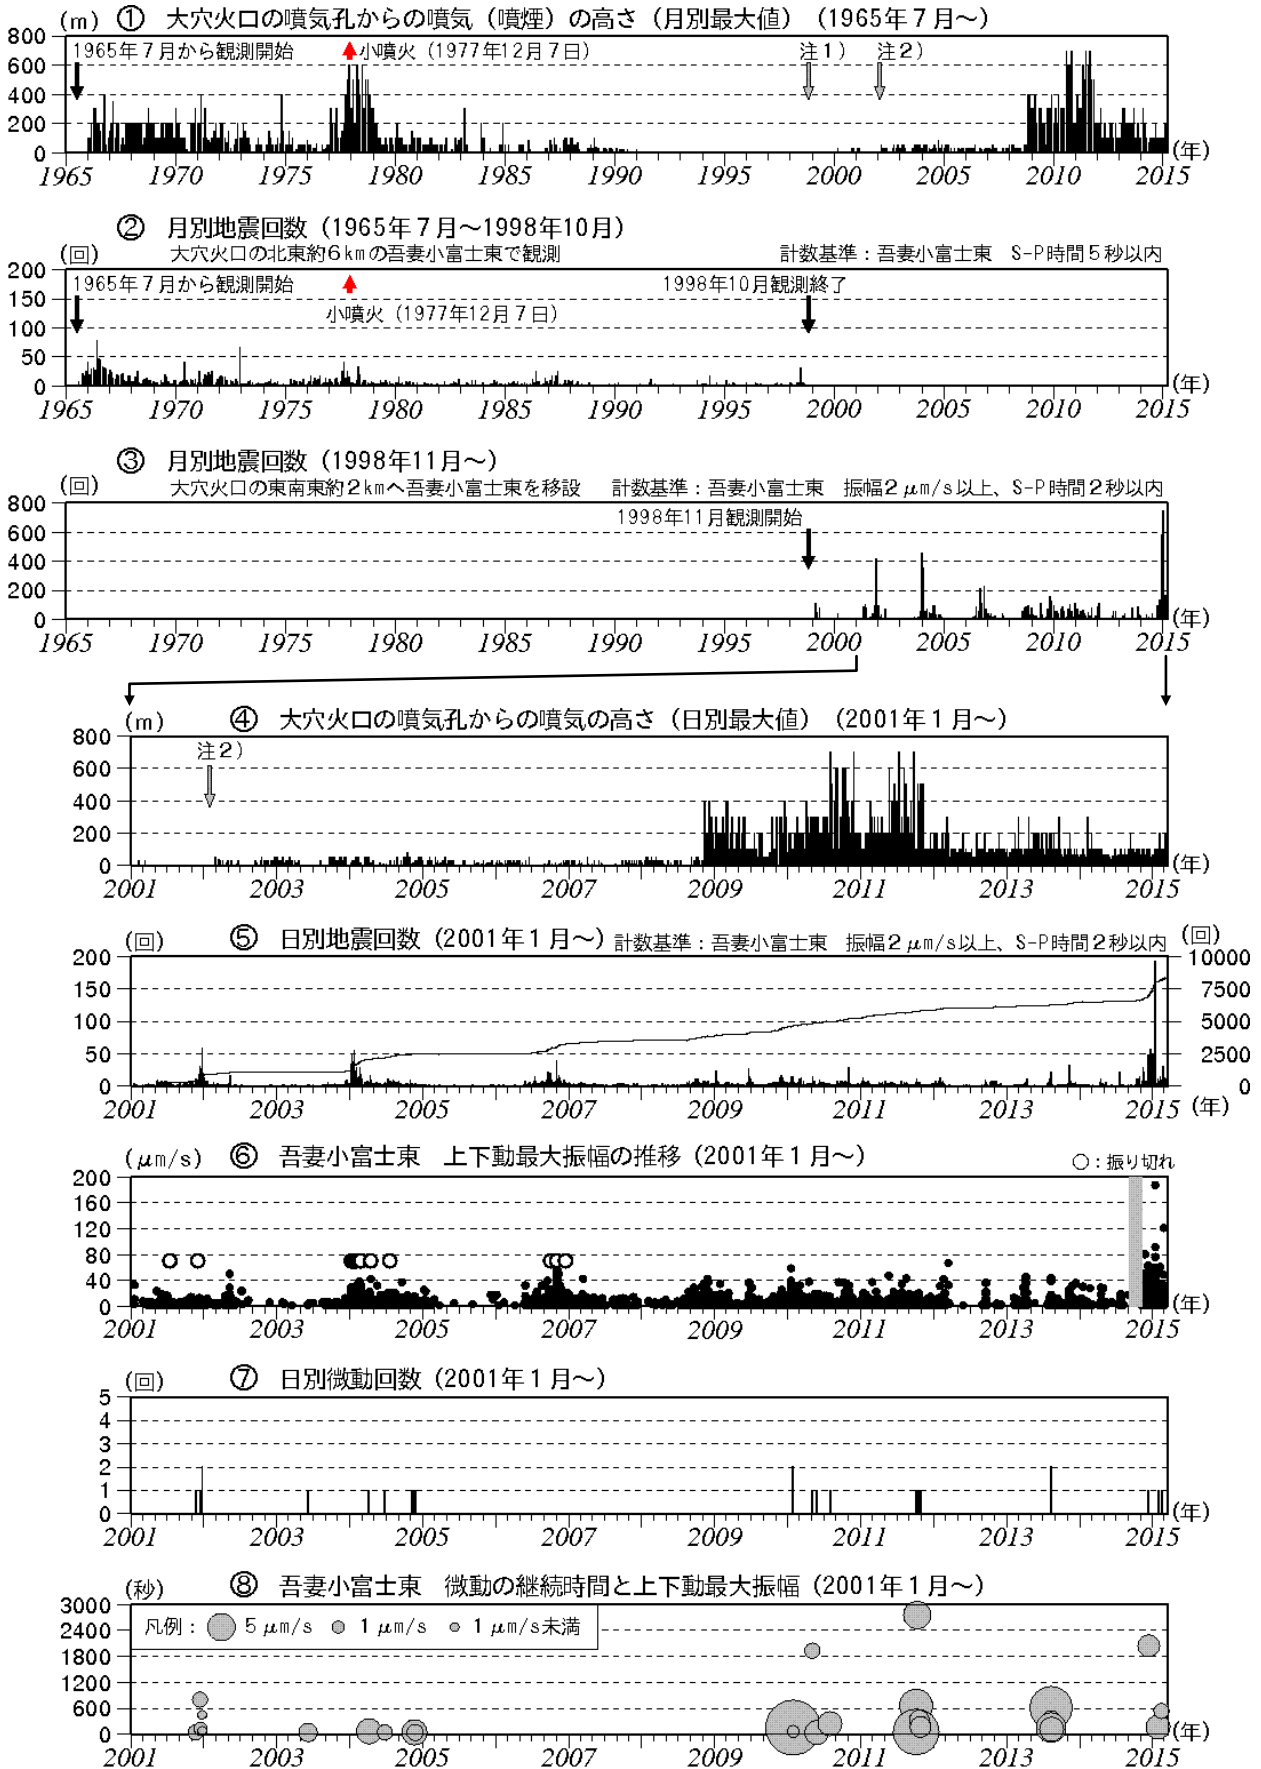 (m) ① 大穴火口の噴気孔からの噴気（噴煙）の高さ（月別最大値）（1965年７月～）
800
600
400
200
0
1965年７月から観測開始
小噴火（1977年12月７日）
注１）
注２）
1965 1970 1975 1980 1985 1990 1995 2000 2005 2010 2015 (年)
② 月別地震回数（1965年７月～1998年10月）
(回) 大穴火口の北東約６kmの吾妻小富士東で観測 計数基準：吾妻小富士東 S-P時間５秒以内
200
150
100
50
0
1965年７月から観測開始
小噴火（1977年12月７日）
1998年10月観測終了
1965 1970 1975 1980 1985 1990 1995 2000 2005 2010 2015 (年)
③ 月別地震回数（1998年11月～）
(回) 大穴火口の東南東約２kmへ吾妻小富士東を移設 計数基準：吾妻小富士東 振幅２μm/s以上、S-P時間２秒以内
800
600
400
200
0
1998年11月観測開始
1965 1970 1975 1980 1985 1990 1995 2000 2005 2010 2015 (年)
(m) ④ 大穴火口の噴気孔からの噴気の高さ（日別最大値）（2001年１月～）
800
600
400
200
0
注２）
2001 2003 2005 2007 2009 2011 2013 2015 (年)
(回) ⑤ 日別地震回数（2001年１月～）計数基準：吾妻小富士東 振幅２μm/s以上、S-P時間２秒以内 (回)
200 10000
150 7500
100 5000
50 2500
0 0
2001 2003 2005 2007 2009 2011 2013 2015 (年)
(μm/s) ⑥ 吾妻小富士東 上下動最大振幅の推移（2001年１月～） ○：振り切れ
200
160
120
80
40
0
2001 2003 2005 2007 2009 2011 2013 2015 (年)
(回) ⑦ 日別微動回数（2001年１月～）
5
4
3
2
1
0
2001 2003 2005 2007 2009 2011 2013 2015 (年)
(秒) ⑧ 吾妻小富士東 微動の継続時間と上下動最大振幅（2001年１月～）
3000
2400
1800
1200
600
0
凡例： ５μm/s １μm/s １μm/s未満
2001 2003 2005 2007 2009 2011 2013 2015 (年)